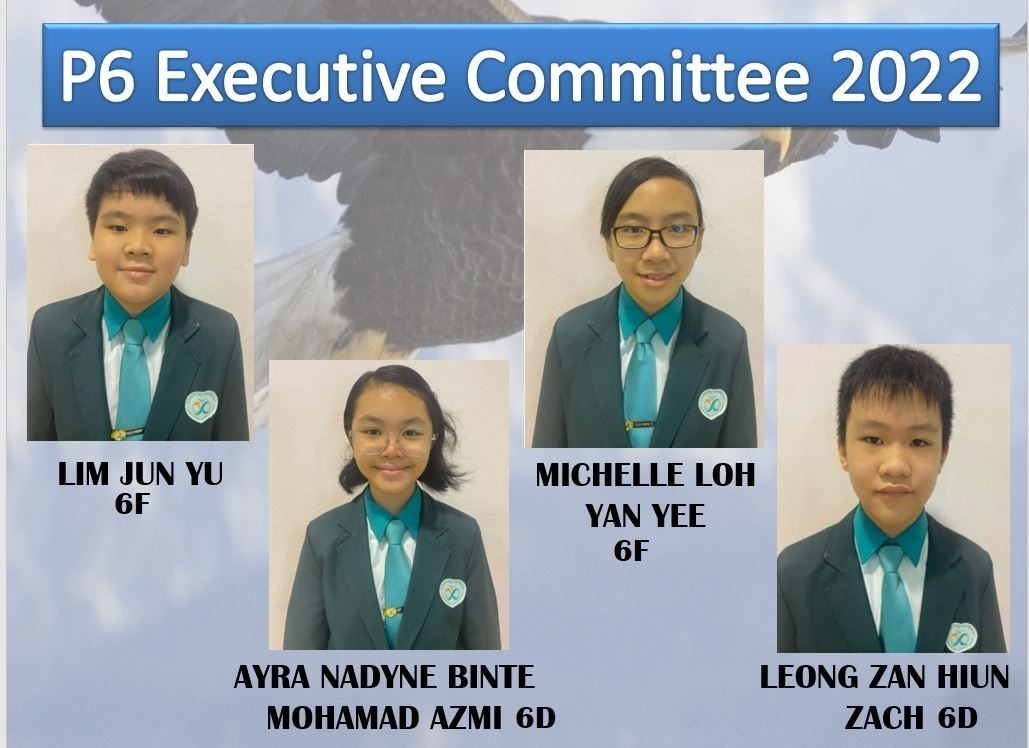 P6 Executive Committee 2022
LIM JUN YU
6F
AYRA NADYNE BINTE
MOHAMAD AZMI 6D
MICHELLE LOH
YAN YEE
6F
LEONG ZAN HIUN
ZACH 6D